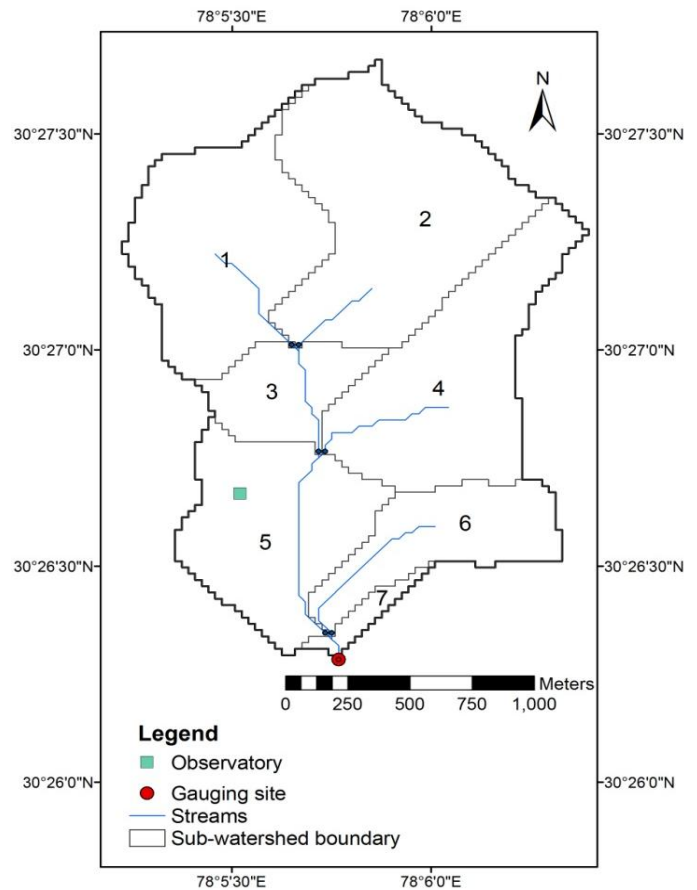 78°5'30"E 78°6'0"E
N
30°27'30"N 30°27'30"N
2
1
30°27'0"N 30°27'0"N
3 4
6
30°26'30"N 5 30°26'30"N
7
Meters
0 250 500 750 1,000
Legend
Observatory
Gauging site
30°26'0"N 30°26'0"N
Streams
Sub-watershed boundary
78°5'30"E 78°6'0"E